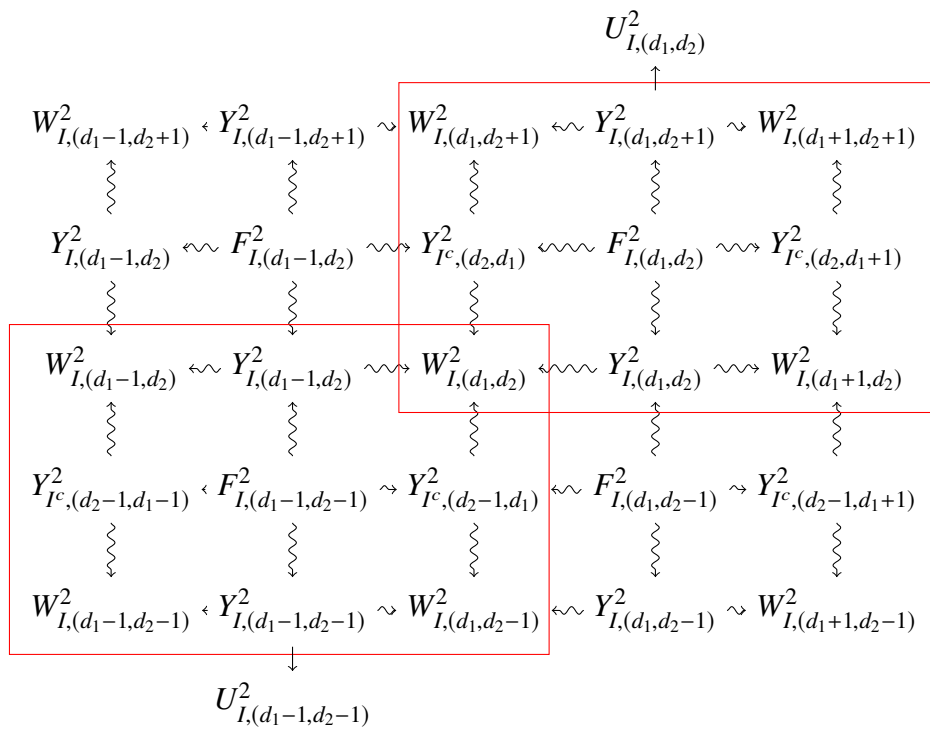 U^2_{I,(d_1,d_2)}
W^2_{I,(d_1−1,d_2+1)} Y^2_{I,(d_1−1,d_2+1)} W^2_{I,(d_1,d_2+1)} Y^2_{I,(d_1,d_2+1)} W^2_{I,(d_1+1,d_2+1)}
Y^2_{I,(d_1−1,d_2)} F^2_{I,(d_1−1,d_2)} Y^2_{I^c,(d_2,d_1)} F^2_{I,(d_1,d_2)} Y^2_{I^c,(d_2,d_1+1)}
W^2_{I,(d_1−1,d_2)} Y^2_{I,(d_1−1,d_2)} W^2_{I,(d_1,d_2)} Y^2_{I,(d_1,d_2)} W^2_{I,(d_1+1,d_2)}
Y^2_{I^c,(d_2−1,d_1−1)} F^2_{I,(d_1−1,d_2−1)} Y^2_{I^c,(d_2−1,d_1)} F^2_{I,(d_1,d_2−1)} Y^2_{I^c,(d_2−1,d_1+1)}
W^2_{I,(d_1−1,d_2−1)} Y^2_{I,(d_1−1,d_2−1)} W^2_{I,(d_1,d_2−1)} Y^2_{I,(d_1,d_2−1)} W^2_{I,(d_1+1,d_2−1)}
U^2_{I,(d_1−1,d_2−1)}